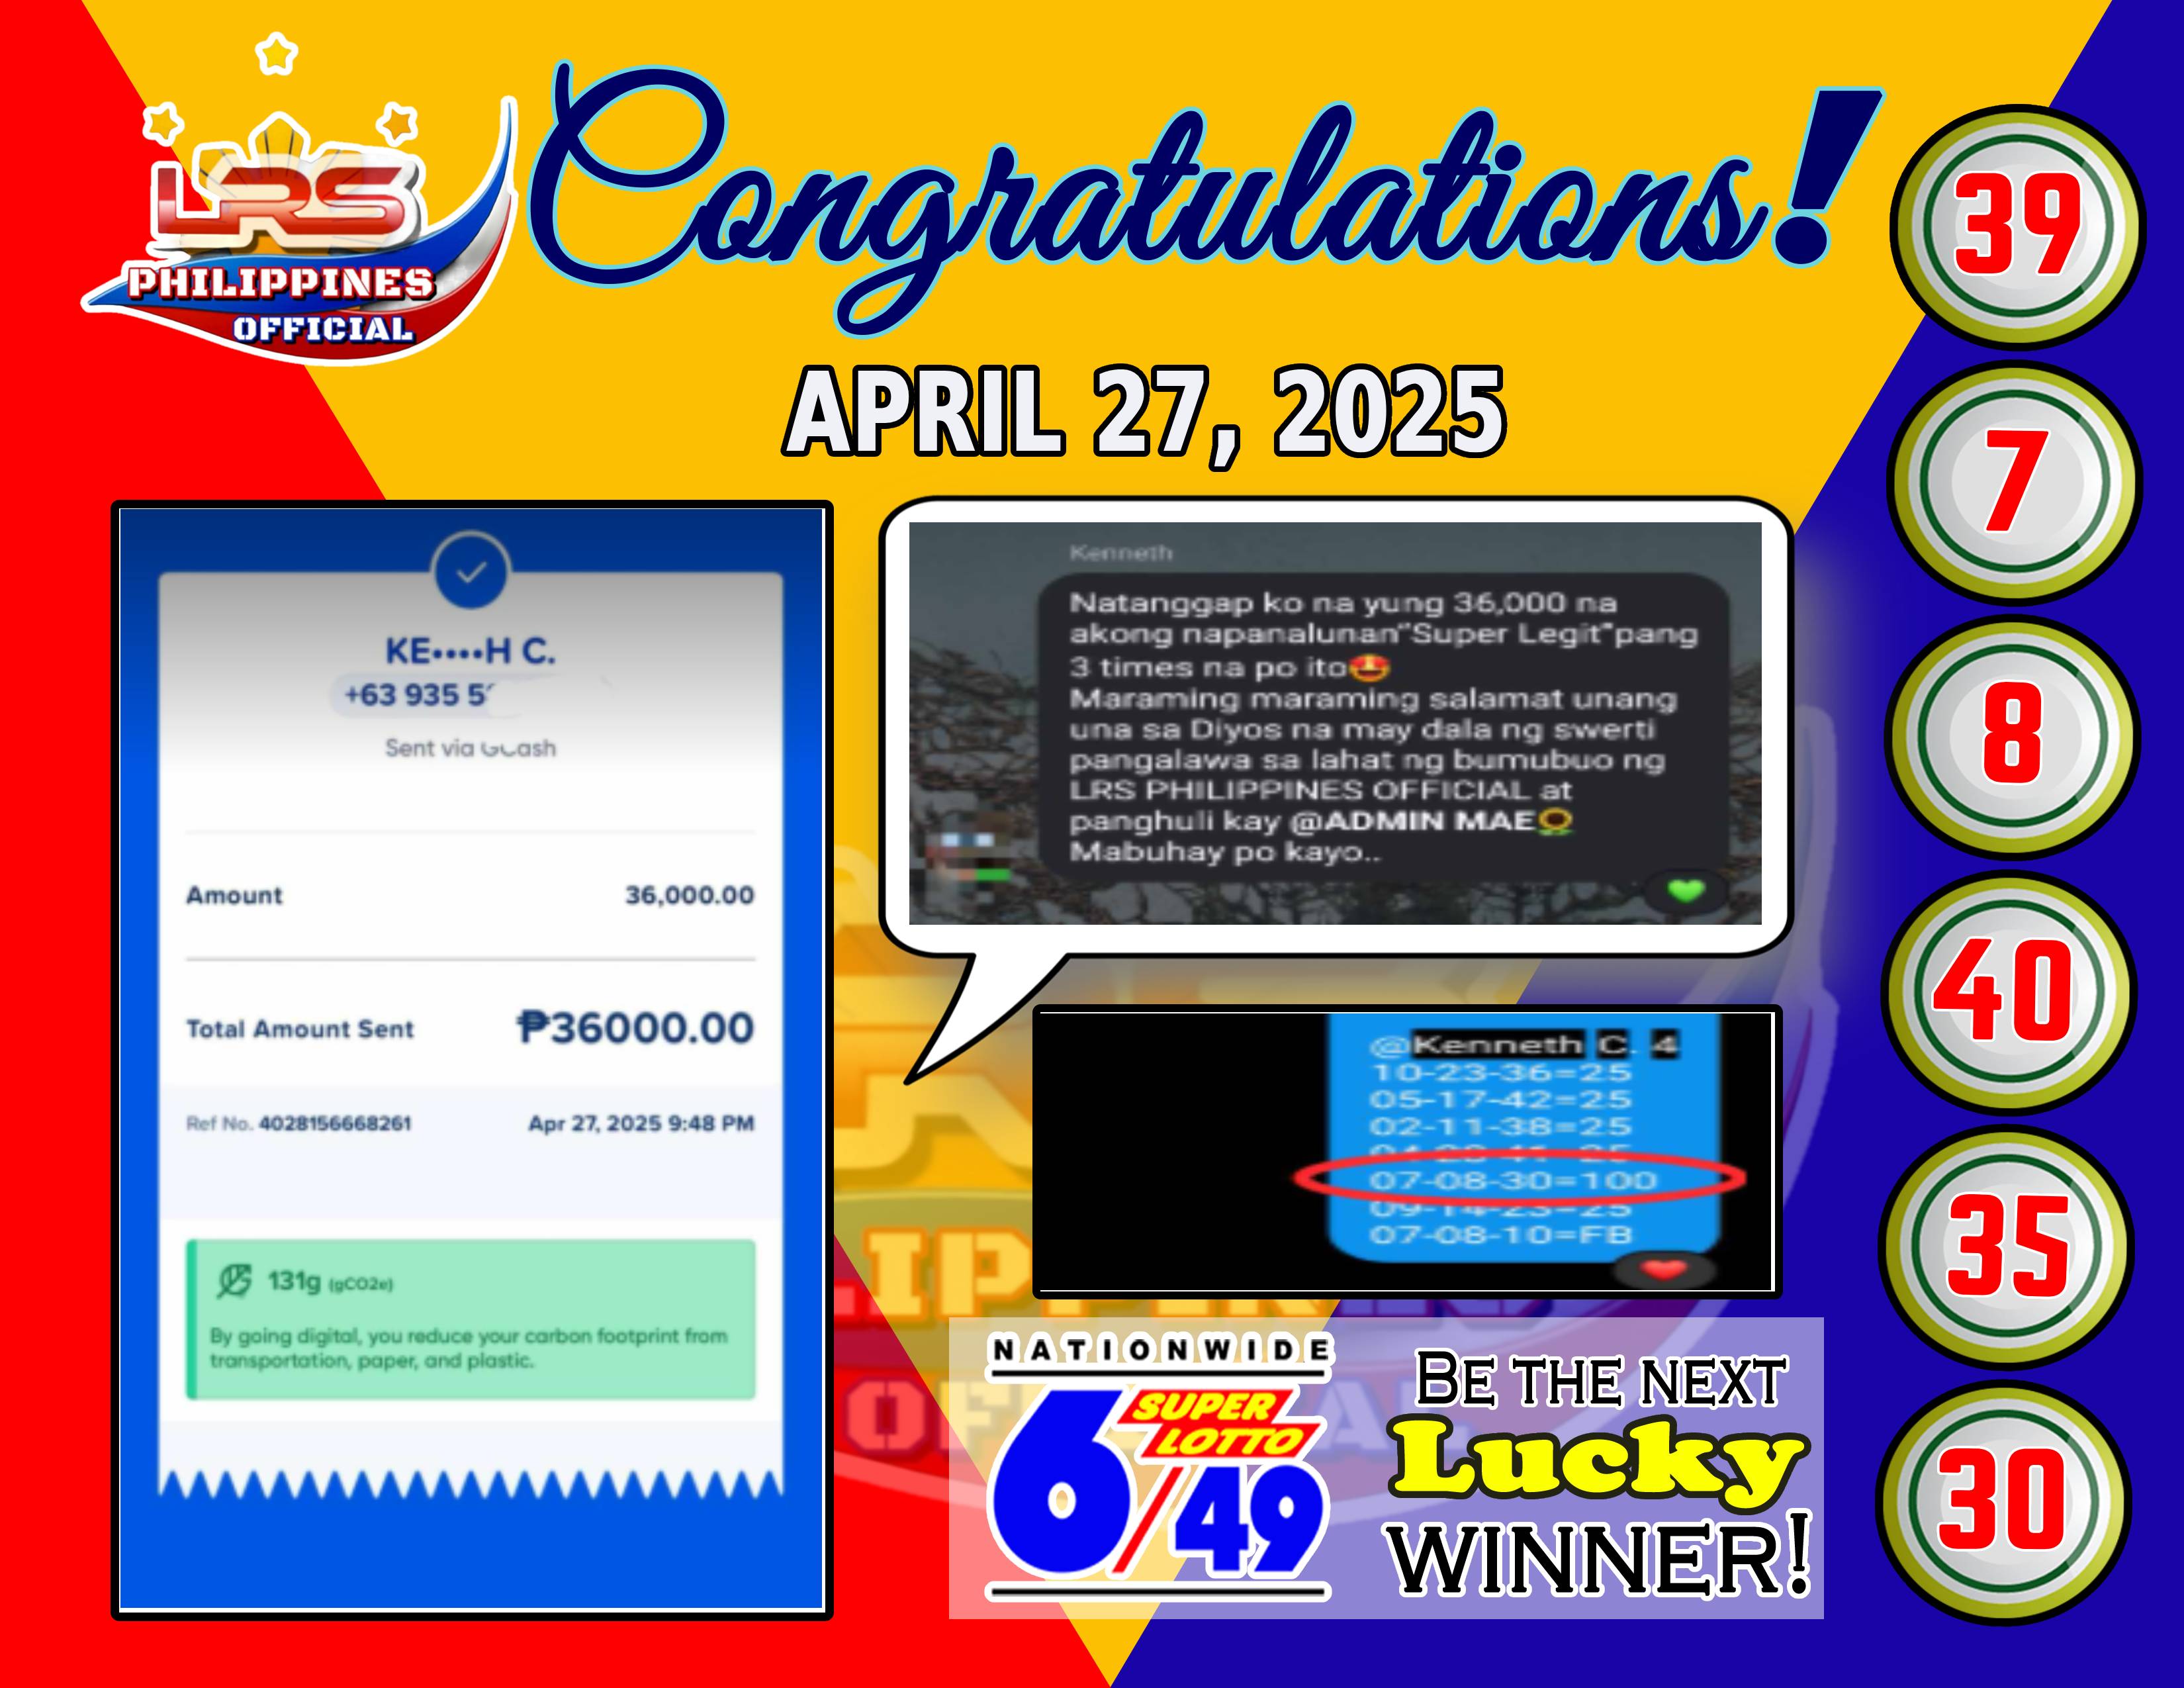 LRS
PHILIPPINES
OFFICIAL
Congratulations!
APRIL 27, 2025
KE••••H C.
+63 935 5
Sent via GCash
Amount 36,000.00
Total Amount Sent ₱36000.00
Ref No. 4028156668261 Apr 27, 2025 9:48 PM
131g (gCO2e)
By going digital, you reduce your carbon footprint from
transportation, paper, and plastic.
Kenneth
Natanggap ko na yung 36,000 na
akong napanalunan"Super Legit"pang
3 times na po ito🤩
Maraming maraming salamat unang
una sa Diyos na may dala ng swerti
pangalawa sa lahat ng bumubuo ng
LRS PHILIPPINES OFFICIAL at
panghuli kay @ADMIN MAE🌻
Mabuhay po kayo..
@Kenneth C. 4
10-23-36=25
05-17-42=25
02-11-38=25
07-08-30=100
09-14-23=25
07-08-10=FB
NATIONWIDE
SUPER
LOTTO
6/49
BE THE NEXT
Lucky
WINNER!
39
7
8
40
35
30